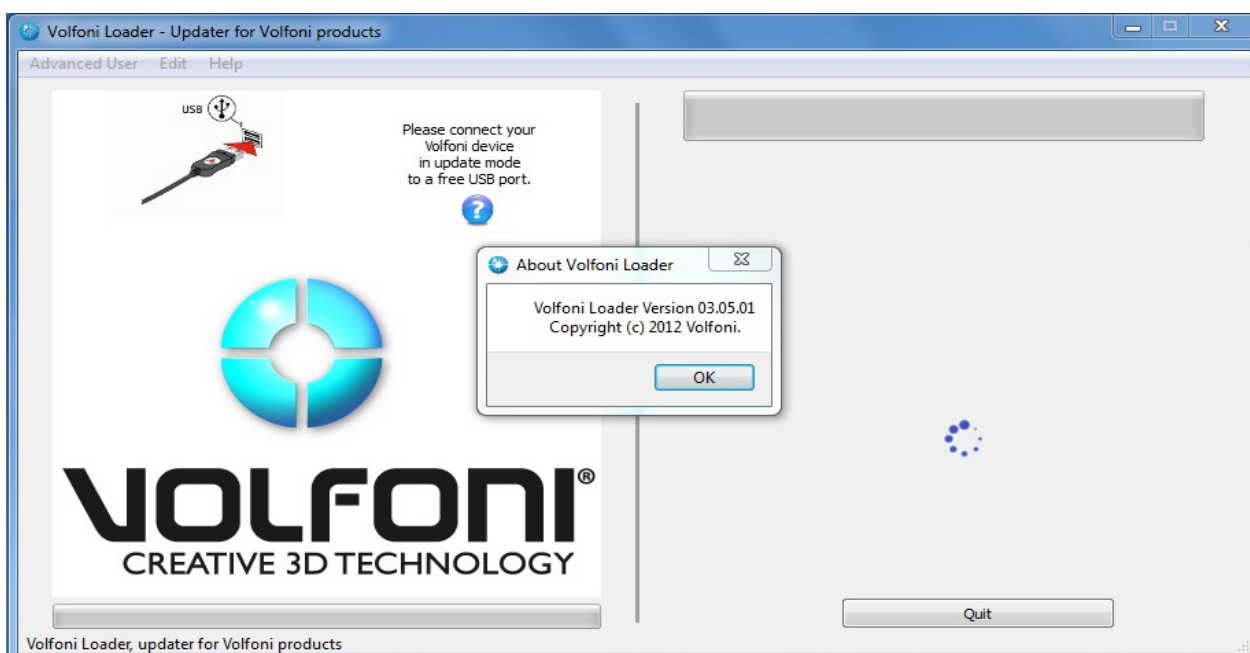 Volfoni Loader - Updater for Volfoni products
Advanced User Edit Help
USB
Please connect your
Volfoni device
in update mode
to a free USB port.
?
About Volfoni Loader
Volfoni Loader Version 03.05.01
Copyright (c) 2012 Volfoni.
OK
VOLFONI®
CREATIVE 3D TECHNOLOGY
Quit
Volfoni Loader, updater for Volfoni products